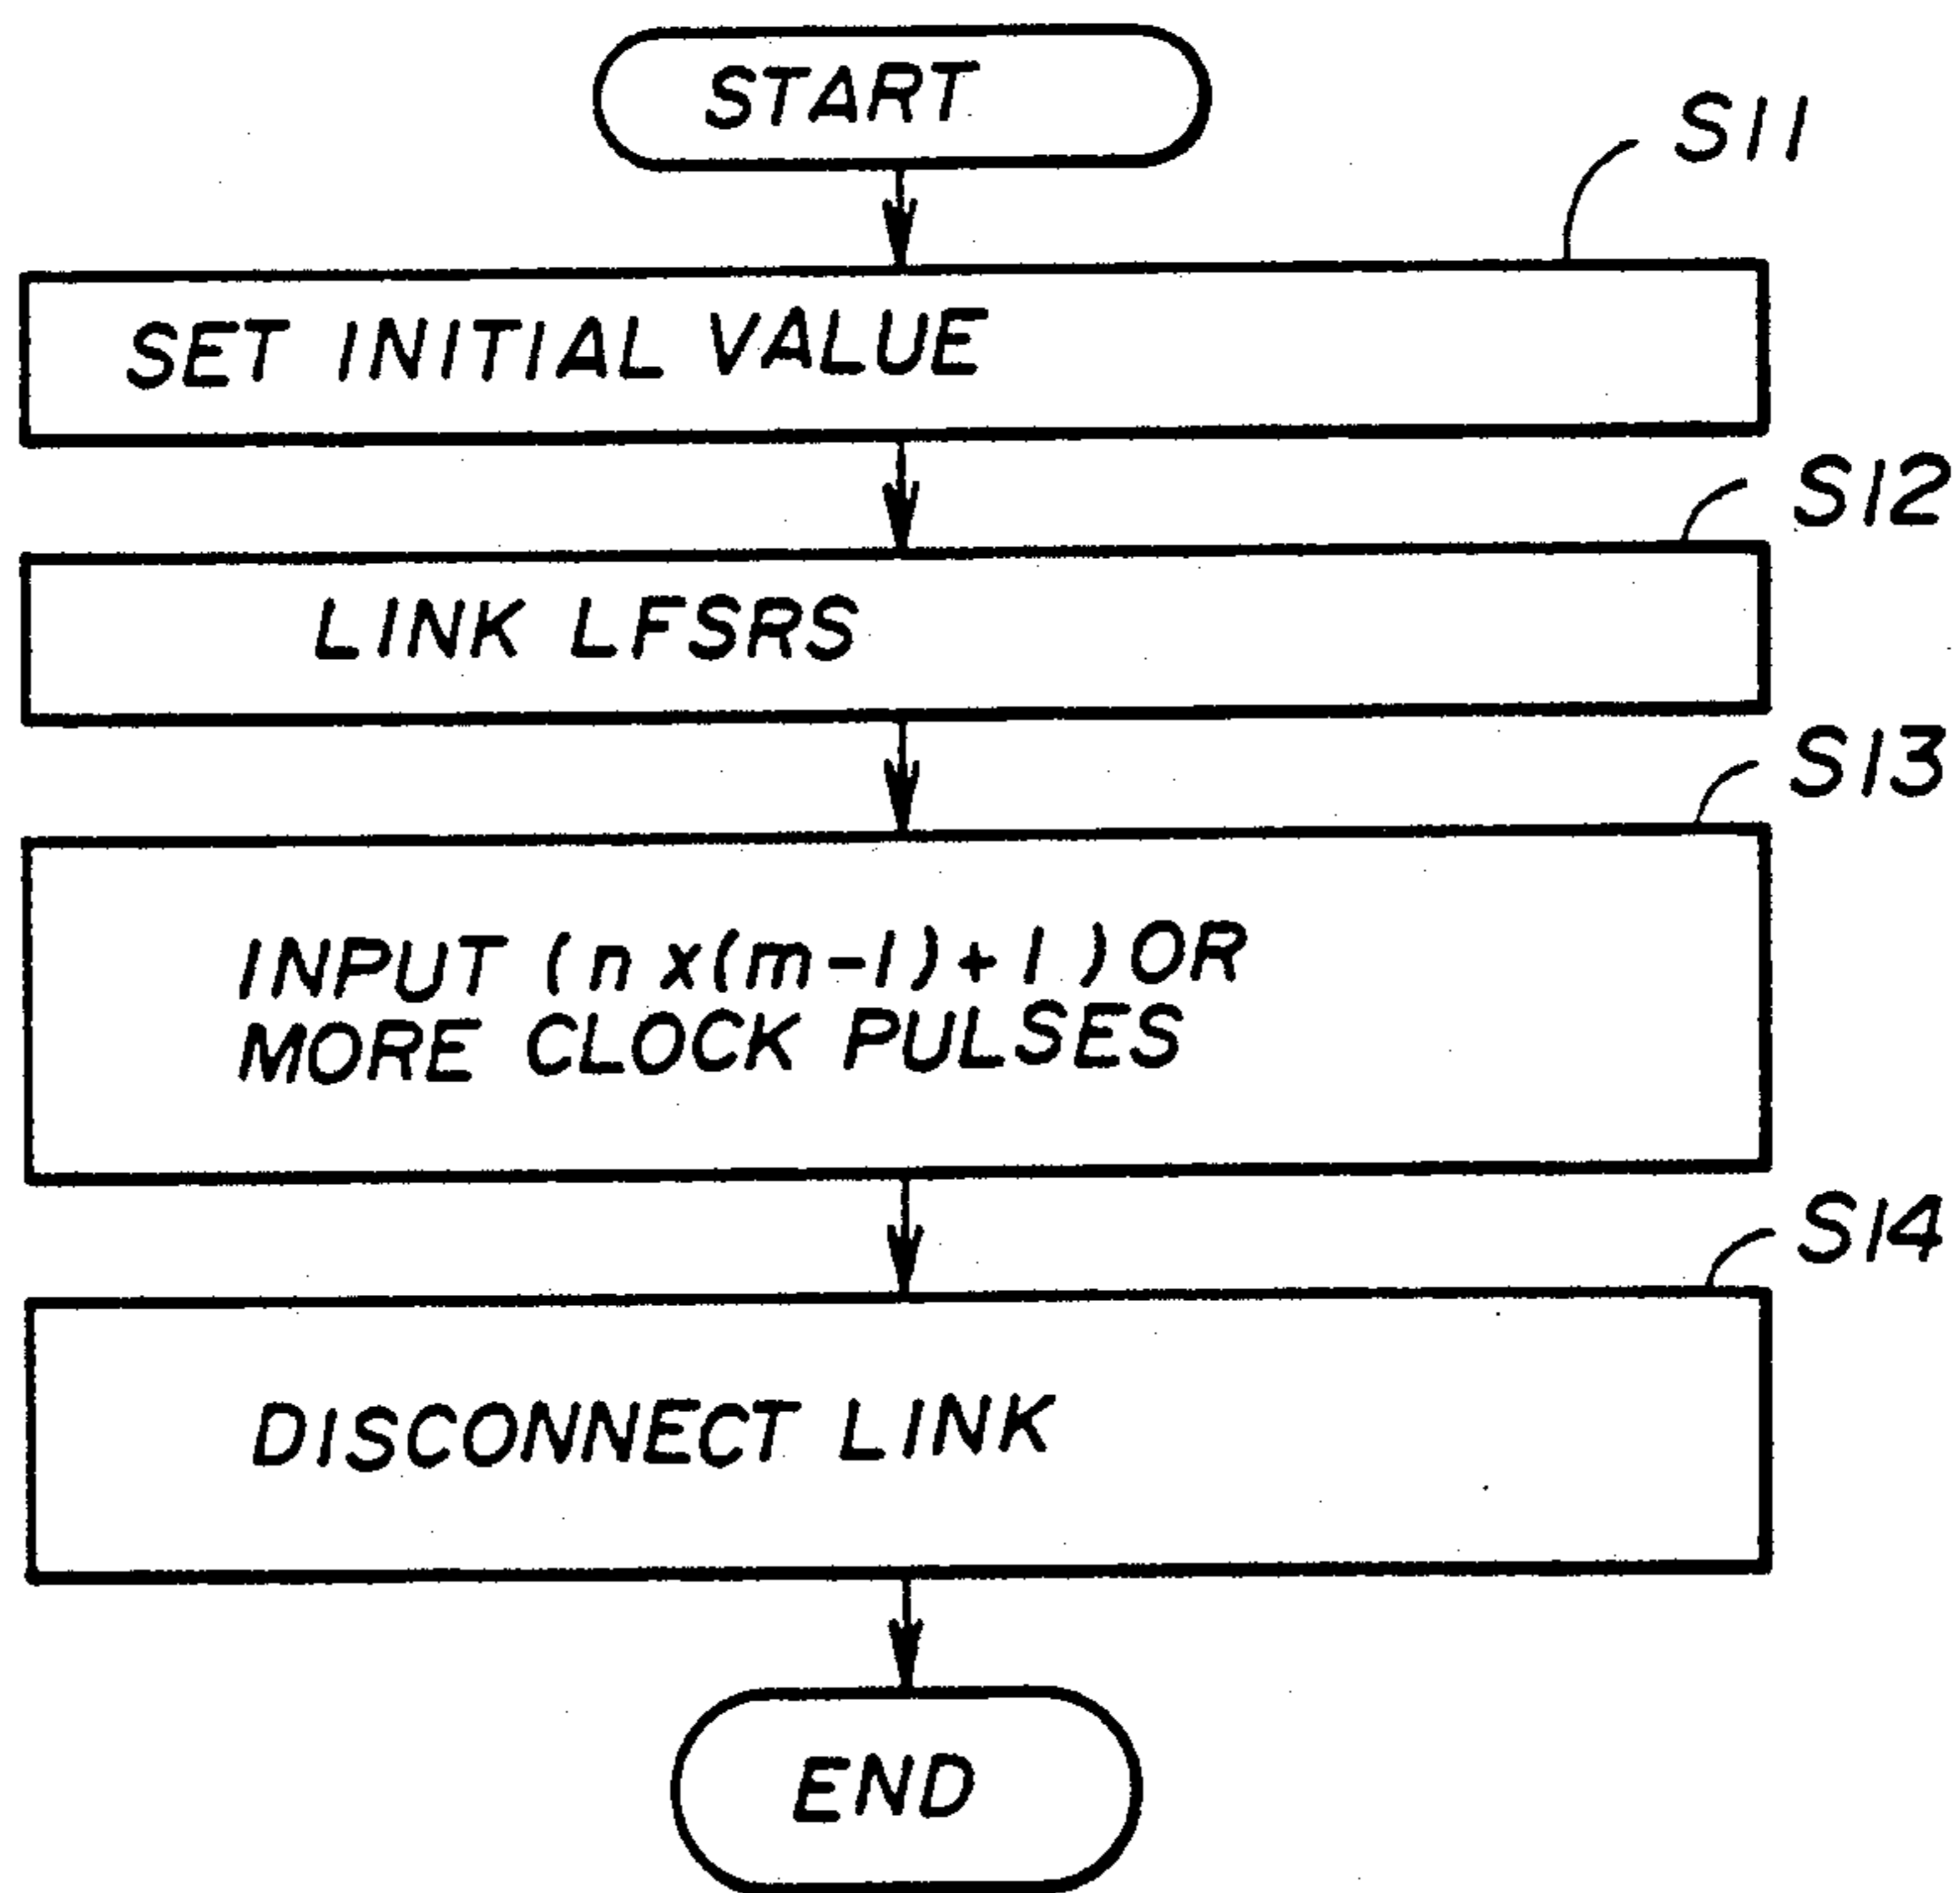 START
S11
SET INITIAL VALUE
S12
LINK LFSRS
S13
INPUT (n x(m-1)+1) OR
MORE CLOCK PULSES
S14
DISCONNECT LINK
END